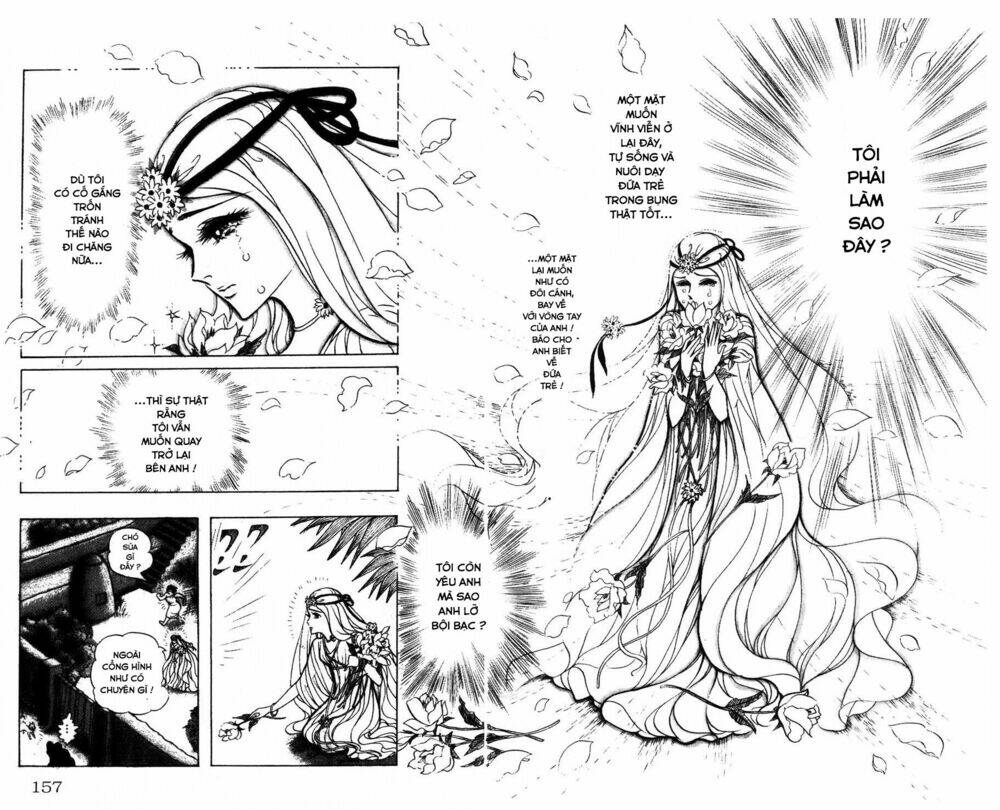 TÔI
PHẢI
LÀM
SAO
ĐÂY ?
MỘT MẶT
MUỐN
VĨNH VIỄN Ở
LẠI ĐÂY,
TỰ SỐNG VÀ
NUÔI DẠY
ĐỨA TRẺ
TRONG BỤNG
THẬT TỐT...
...MỘT MẶT
LẠI MUỐN
NHƯ CÓ
ĐÔI CÁNH,
BAY VỀ
VỚI VÒNG TAY
CỦA ANH !
BÁO CHO
ANH BIẾT
VỀ
ĐỨA
TRẺ !
TÔI CÒN
YÊU ANH
MÀ SAO
ANH LỠ
BỘI BẠC ?
DÙ TÔI
CÓ CỐ GẮNG
TRỐN
TRÁNH
THẾ NÀO
ĐI CHĂNG
NỮA...
...THÌ SỰ THẬT
RẰNG
TÔI VẪN
MUỐN QUAY
TRỞ LẠI
BÊN ANH !
!?
CHÓ
SỦA
GÌ
ĐẤY ?
NGOÀI
CỔNG HÌNH
NHƯ CÓ
CHUYỆN GÌ !
157